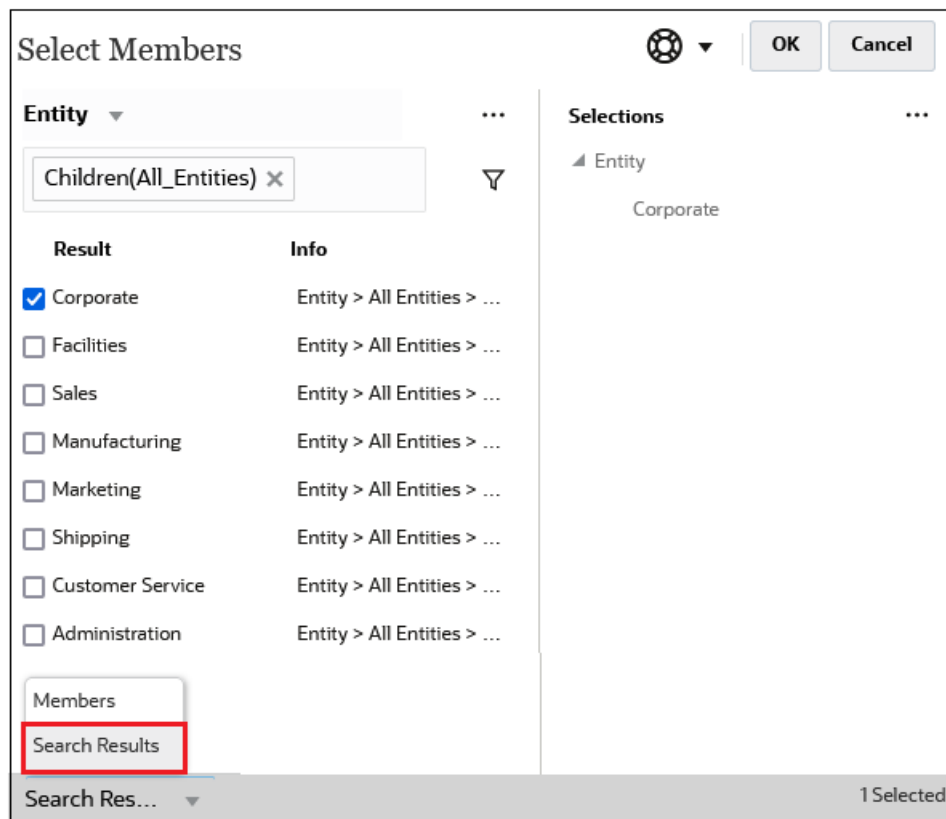 Select Members
OK
Cancel
Entity
...
Children(All_Entities)
Selections
...
Entity
Corporate
Result Info
Corporate Entity > All Entities > ...
Facilities Entity > All Entities > ...
Sales Entity > All Entities > ...
Manufacturing Entity > All Entities > ...
Marketing Entity > All Entities > ...
Shipping Entity > All Entities > ...
Customer Service Entity > All Entities > ...
Administration Entity > All Entities > ...
Members
Search Results
Search Res...
1 Selected